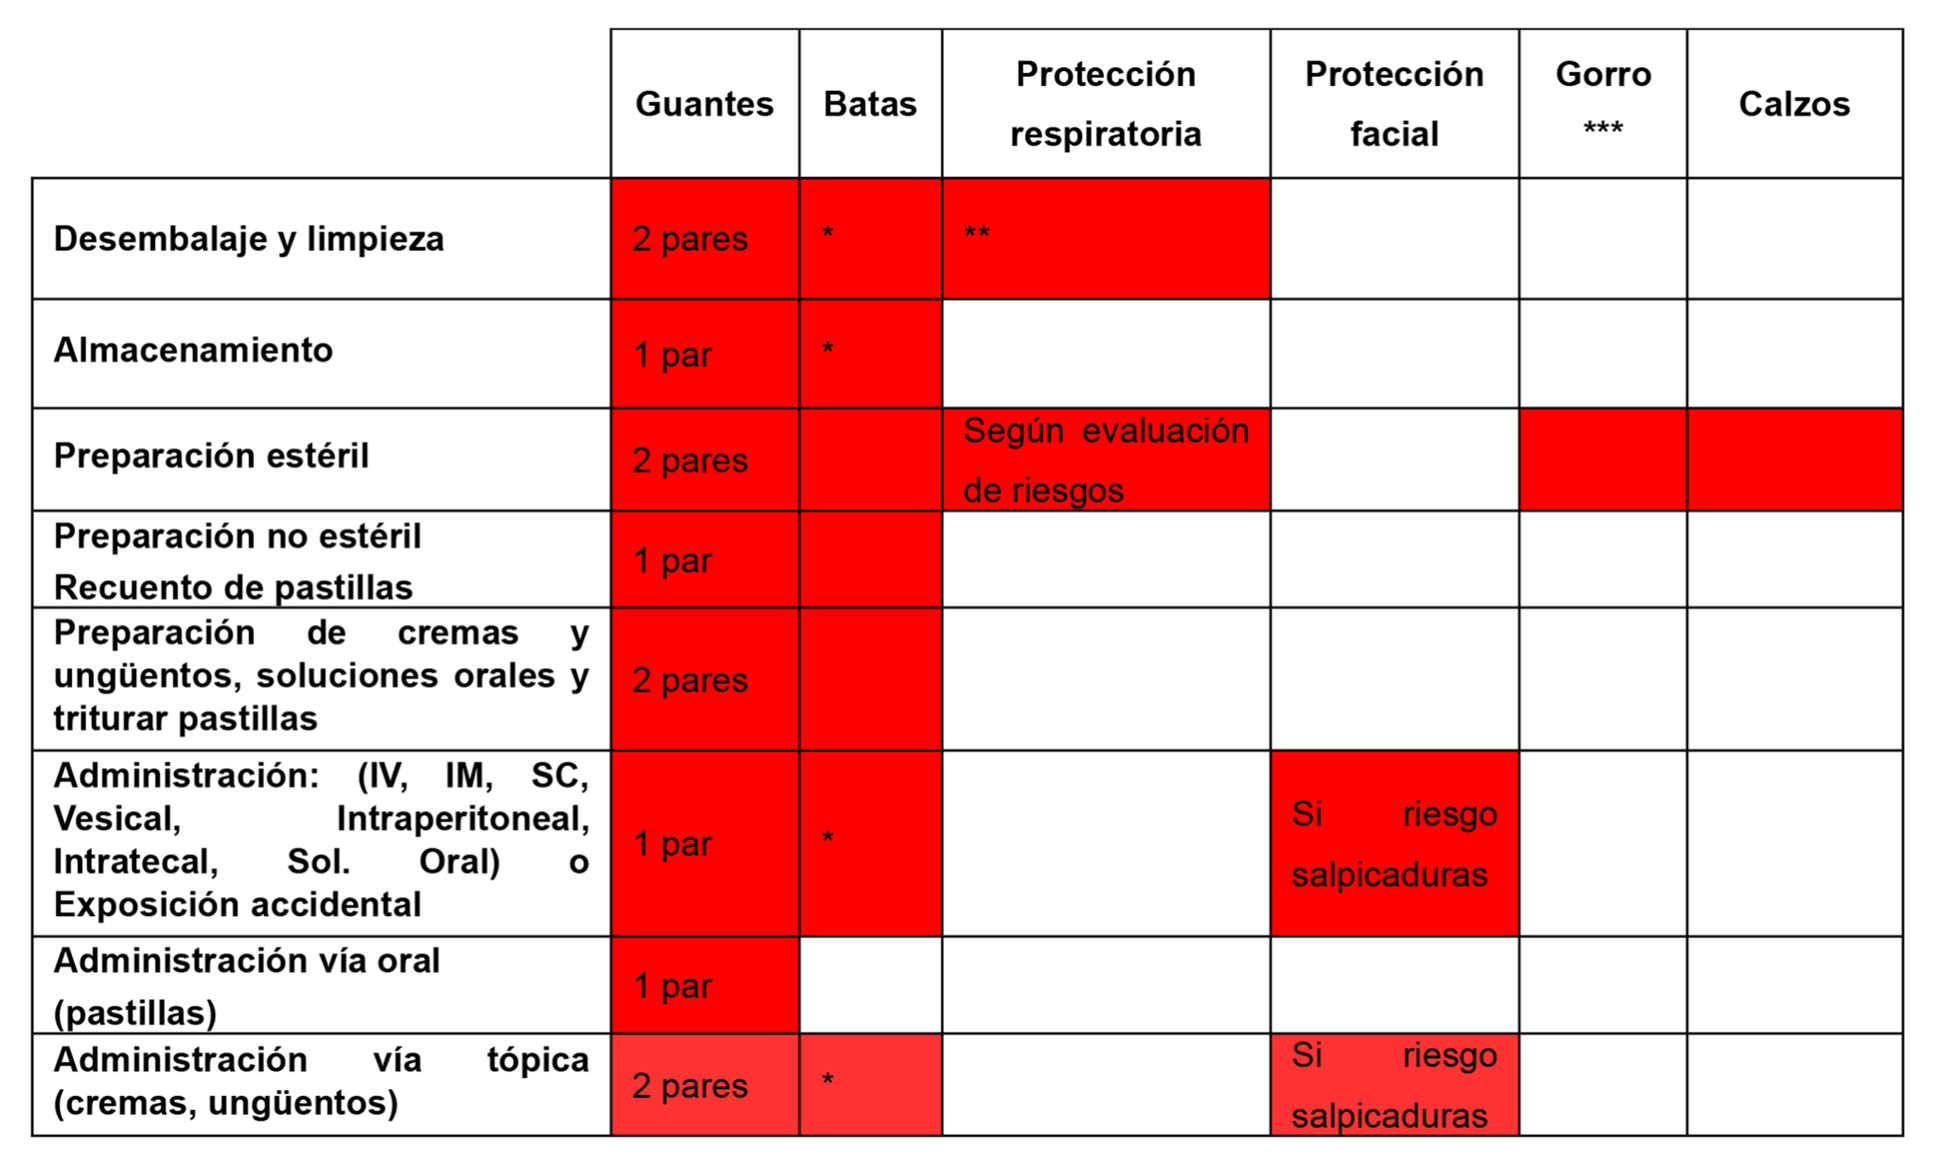 Guantes
Batas
Protección
respiratoria
Protección
facial
Gorro
***
Calzos
Desembalaje y limpieza
2 pares
*
**
Almacenamiento
1 par
*
Preparación estéril
2 pares
Según evaluación
de riesgos
Preparación no estéril
Recuento de pastillas
1 par
Preparación de cremas y
ungüentos, soluciones orales y
triturar pastillas
2 pares
Administración: (IV, IM, SC,
Vesical, Intraperitoneal,
Intratecal, Sol. Oral) o
Exposición accidental
1 par
*
Si riesgo
salpicaduras
Administración vía oral
(pastillas)
1 par
Administración vía tópica
(cremas, ungüentos)
2 pares
*
Si riesgo
salpicaduras